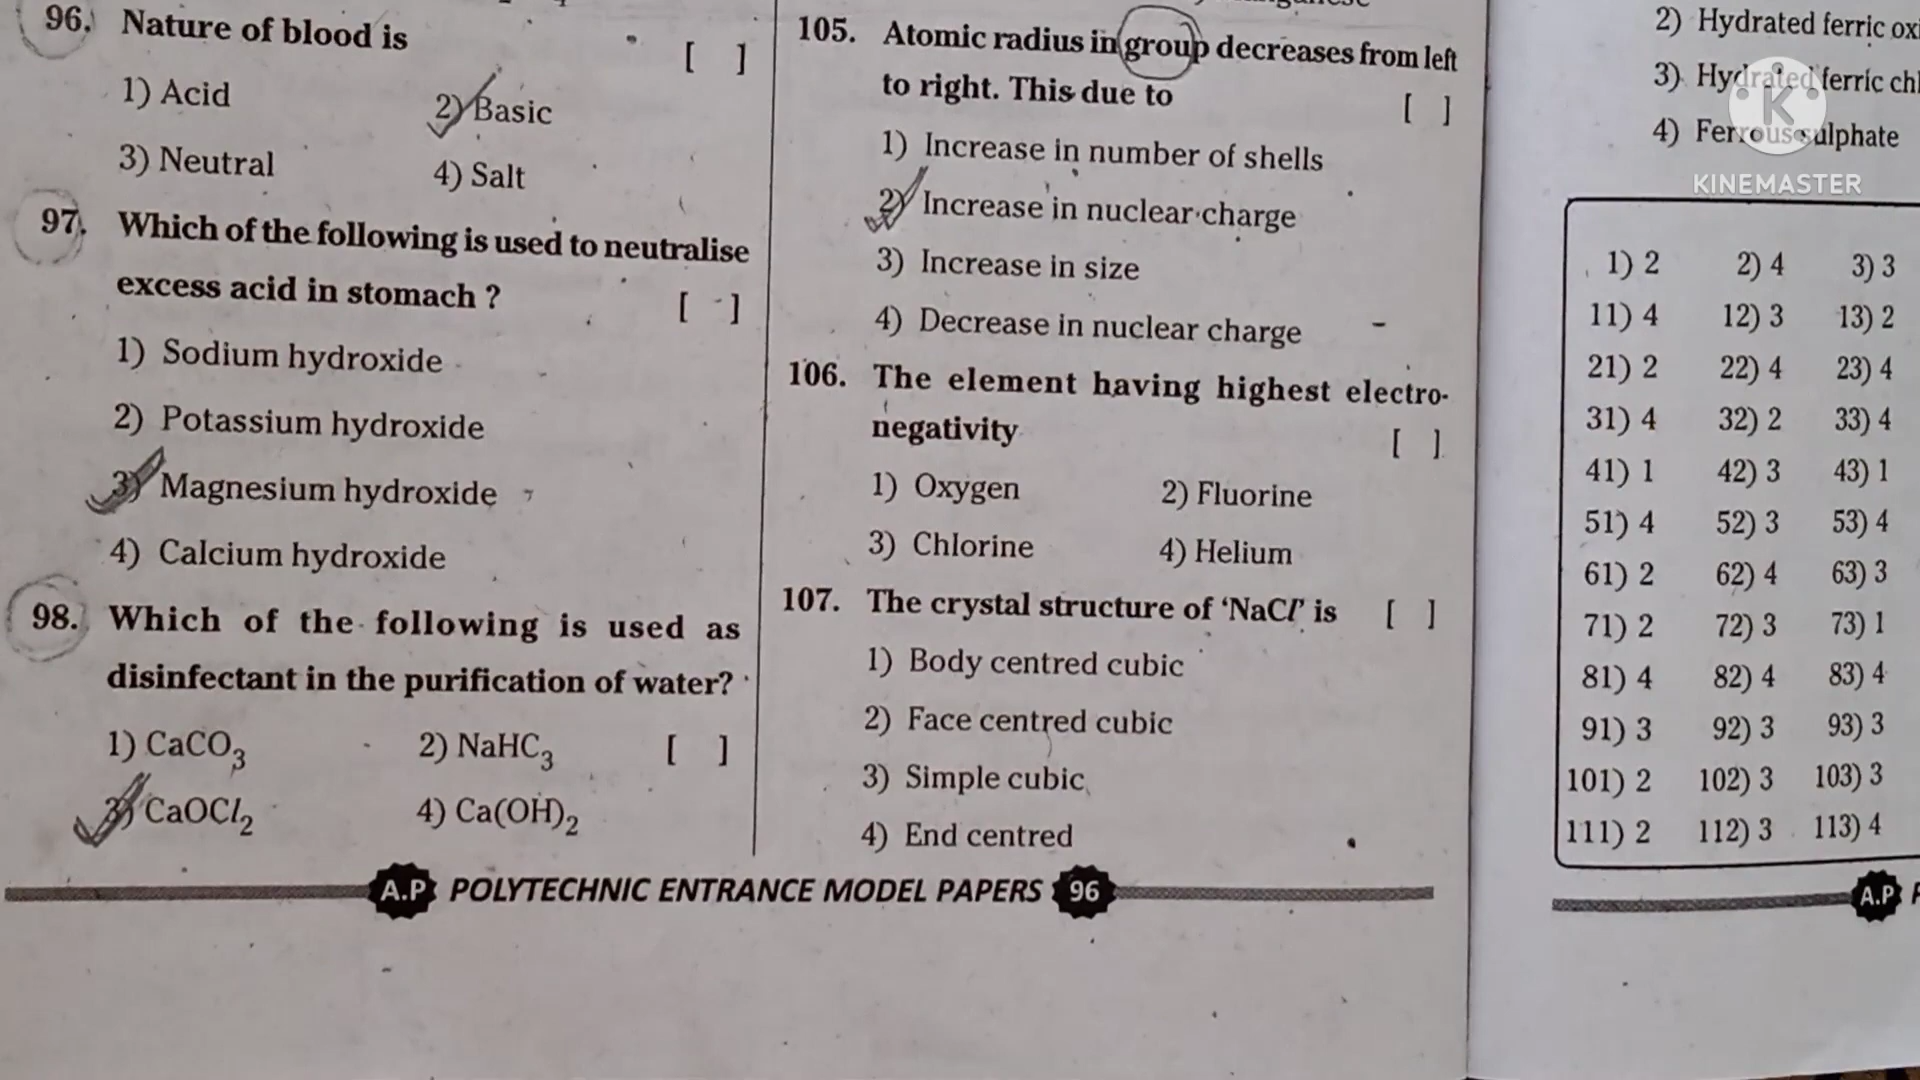 96. Nature of blood is [ ]
1) Acid 2) Basic
3) Neutral 4) Salt
97. Which of the following is used to neutralise
excess acid in stomach ? [ ]
1) Sodium hydroxide
2) Potassium hydroxide
3) Magnesium hydroxide
4) Calcium hydroxide
98. Which of the following is used as
disinfectant in the purification of water?
1) CaCO3 2) NaHC3 [ ]
3) CaOCl2 4) Ca(OH)2
105. Atomic radius in group decreases from left
to right. This due to [ ]
1) Increase in number of shells
2) Increase in nuclear charge
3) Increase in size
4) Decrease in nuclear charge
106. The element having highest electro-
negativity [ ]
1) Oxygen 2) Fluorine
3) Chlorine 4) Helium
107. The crystal structure of 'NaCl' is [ ]
1) Body centred cubic
2) Face centred cubic
3) Simple cubic
4) End centred
A.P POLYTECHNIC ENTRANCE MODEL PAPERS 96
2) Hydrated ferric
3) Hydrated ferric
4) Ferrous sulphate
KINEMASTER
1) 2 2) 4 3) 3
11) 4 12) 3 13) 2
21) 2 22) 4 23) 4
31) 4 32) 2 33) 4
41) 1 42) 3 43) 1
51) 4 52) 3 53) 4
61) 2 62) 4 63) 3
71) 2 72) 3 73) 1
81) 4 82) 4 83) 4
91) 3 92) 3 93) 3
101) 2 102) 3 103) 3
111) 2 112) 3 113) 4
A.P